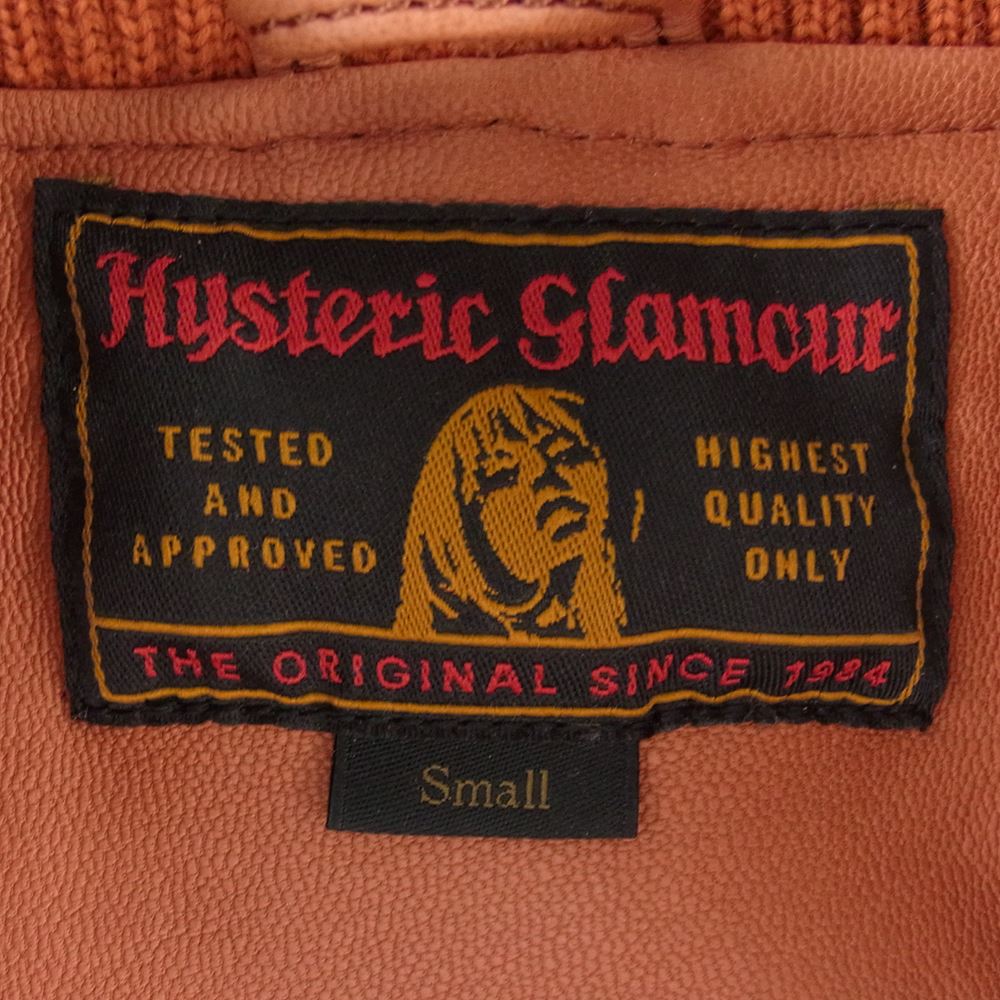 Hysteric Glamour
TESTED
AND
APPROVED
HIGHEST
QUALITY
ONLY
THE ORIGINAL SINCE 1984
Small